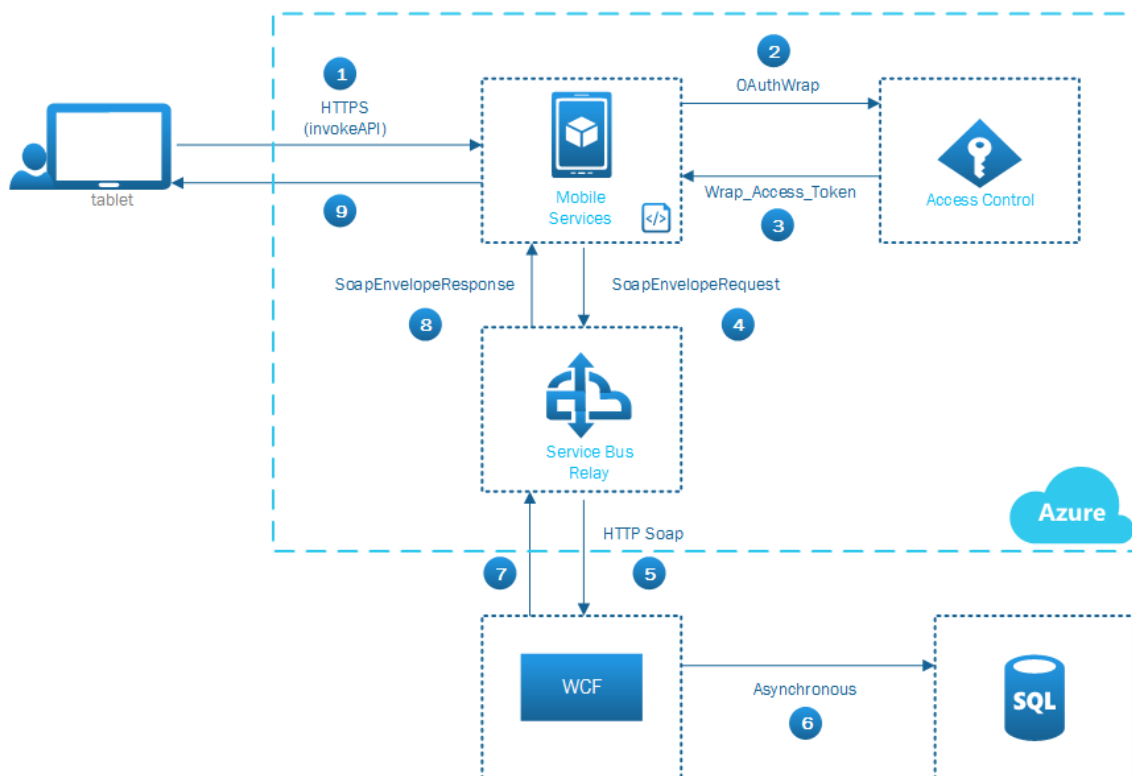 1
HTTPS
(invokeAPI)
2
OAuthWrap
tablet
9
Mobile
Services
</>
Wrap_Access_Token
3
Access Control
SoapEnvelopeResponse
8
SoapEnvelopeRequest
4
Service Bus
Relay
Azure
HTTP Soap
7
5
WCF
Asynchronous
6
SQL